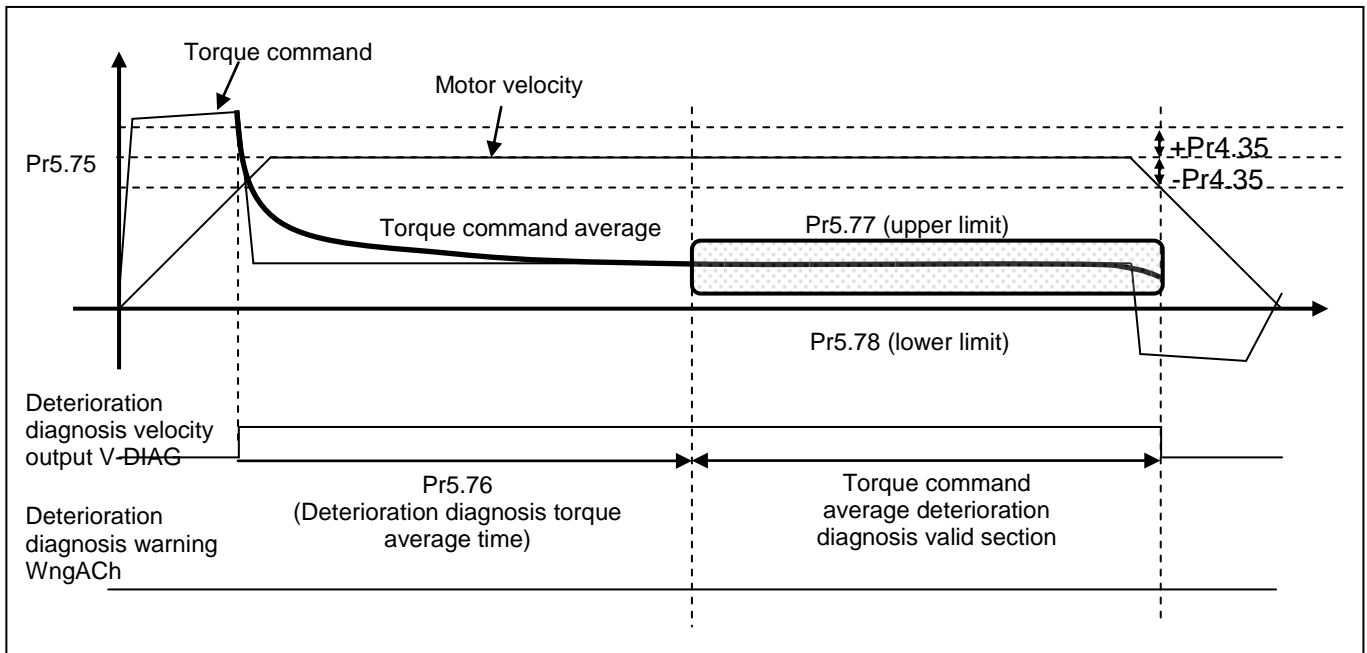 Torque command
Motor velocity
Pr5.75
+Pr4.35
-Pr4.35
Torque command average
Pr5.77 (upper limit)
Pr5.78 (lower limit)
Deterioration
diagnosis velocity
output V-DIAG
Pr5.76
(Deterioration diagnosis torque
average time)
Torque command
average deterioration
diagnosis valid section
Deterioration
diagnosis warning
WngACh